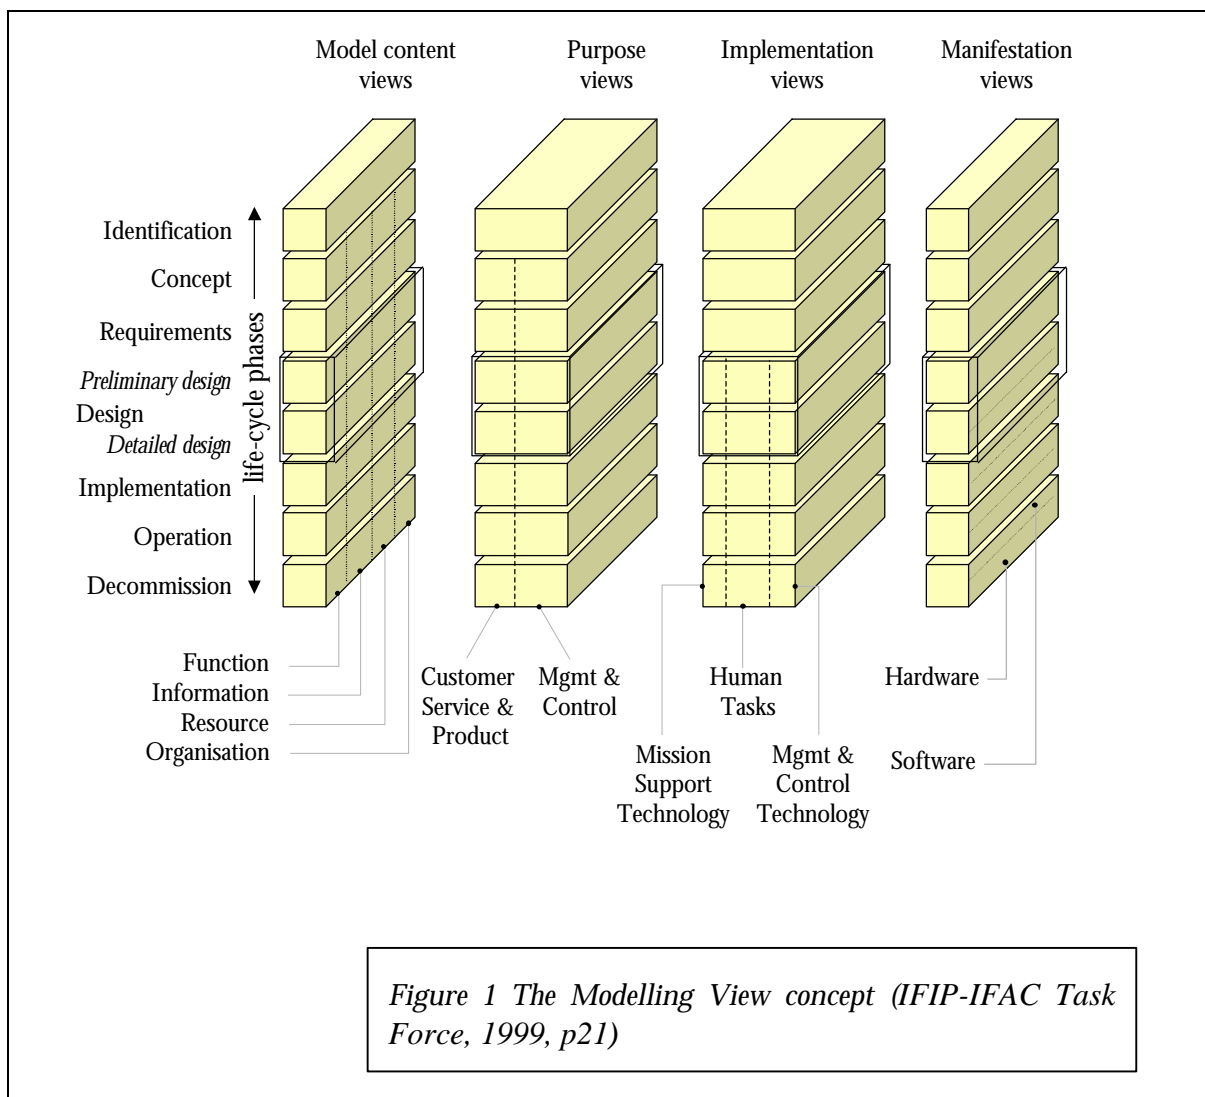 Model content
views
Purpose
views
Implementation
views
Manifestation
views
Identification
Concept
Requirements
Preliminary design
Design
Detailed design
Implementation
Operation
Decommission
life-cycle phases
Function
Information
Resource
Organisation
Customer
Service &
Product
Mgmt &
Control
Human
Tasks
Mission
Support
Technology
Mgmt &
Control
Technology
Hardware
Software
Figure 1 The Modelling View concept (IFIP-IFAC Task
Force, 1999, p21)